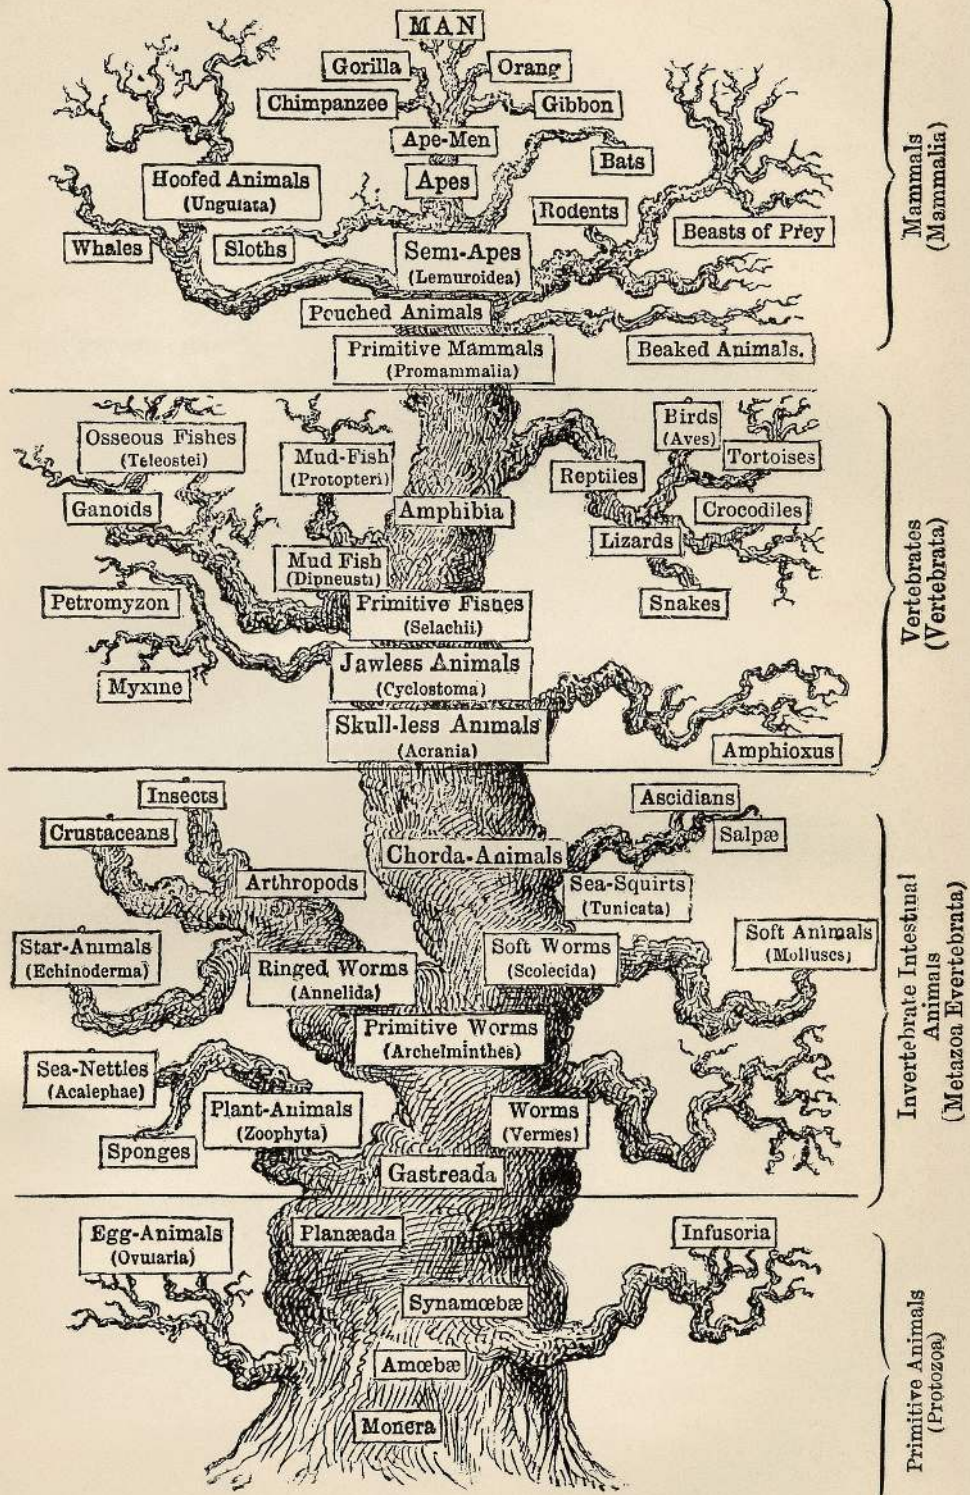 MAN
Gorilla
Orang
Chimpanzee
Gibbon
Ape-Men
Bats
Hoofed Animals
(Ungulata)
Apes
Rodents
Beasts of Prey
Whales
Sloths
Semi-Apes
(Lemuroidea)
Pouched Animals
Primitive Mammals
(Promammalia)
Beaked Animals.
Mammals
(Mammalia)
Osseous Fishes
(Teleostei)
Mud-Fish
(Protopteri)
Birds
(Aves)
Tortoises
Reptiles
Ganoids
Amphibia
Crocodiles
Lizards
Mud Fish
(Dipneusti)
Petromyzon
Primitive Fishes
(Selachii)
Snakes
Jawless Animals
(Cyclostoma)
Myxine
Skull-less Animals
(Acrania)
Amphioxus
Vertebrates
(Vertebrata)
Insects
Ascidians
Crustaceans
Salpæ
Chorda-Animals
Arthropods
Sea-Squirts
(Tunicata)
Star-Animals
(Echinoderma)
Ringed Worms
(Annelida)
Soft Worms
(Scolecida)
Soft Animals
(Molluscs)
Primitive Worms
(Archelminthes)
Sea-Nettles
(Acalephae)
Plant-Animals
(Zoophyta)
Worms
(Vermes)
Sponges
Gastreada
Invertebrate Intestinal
Animals
(Metazoa Evertebrata)
Egg-Animals
(Ovularia)
Planæada
Infusoria
Synamœbæ
Amœbæ
Monera
Primitive Animals
(Protozoa)